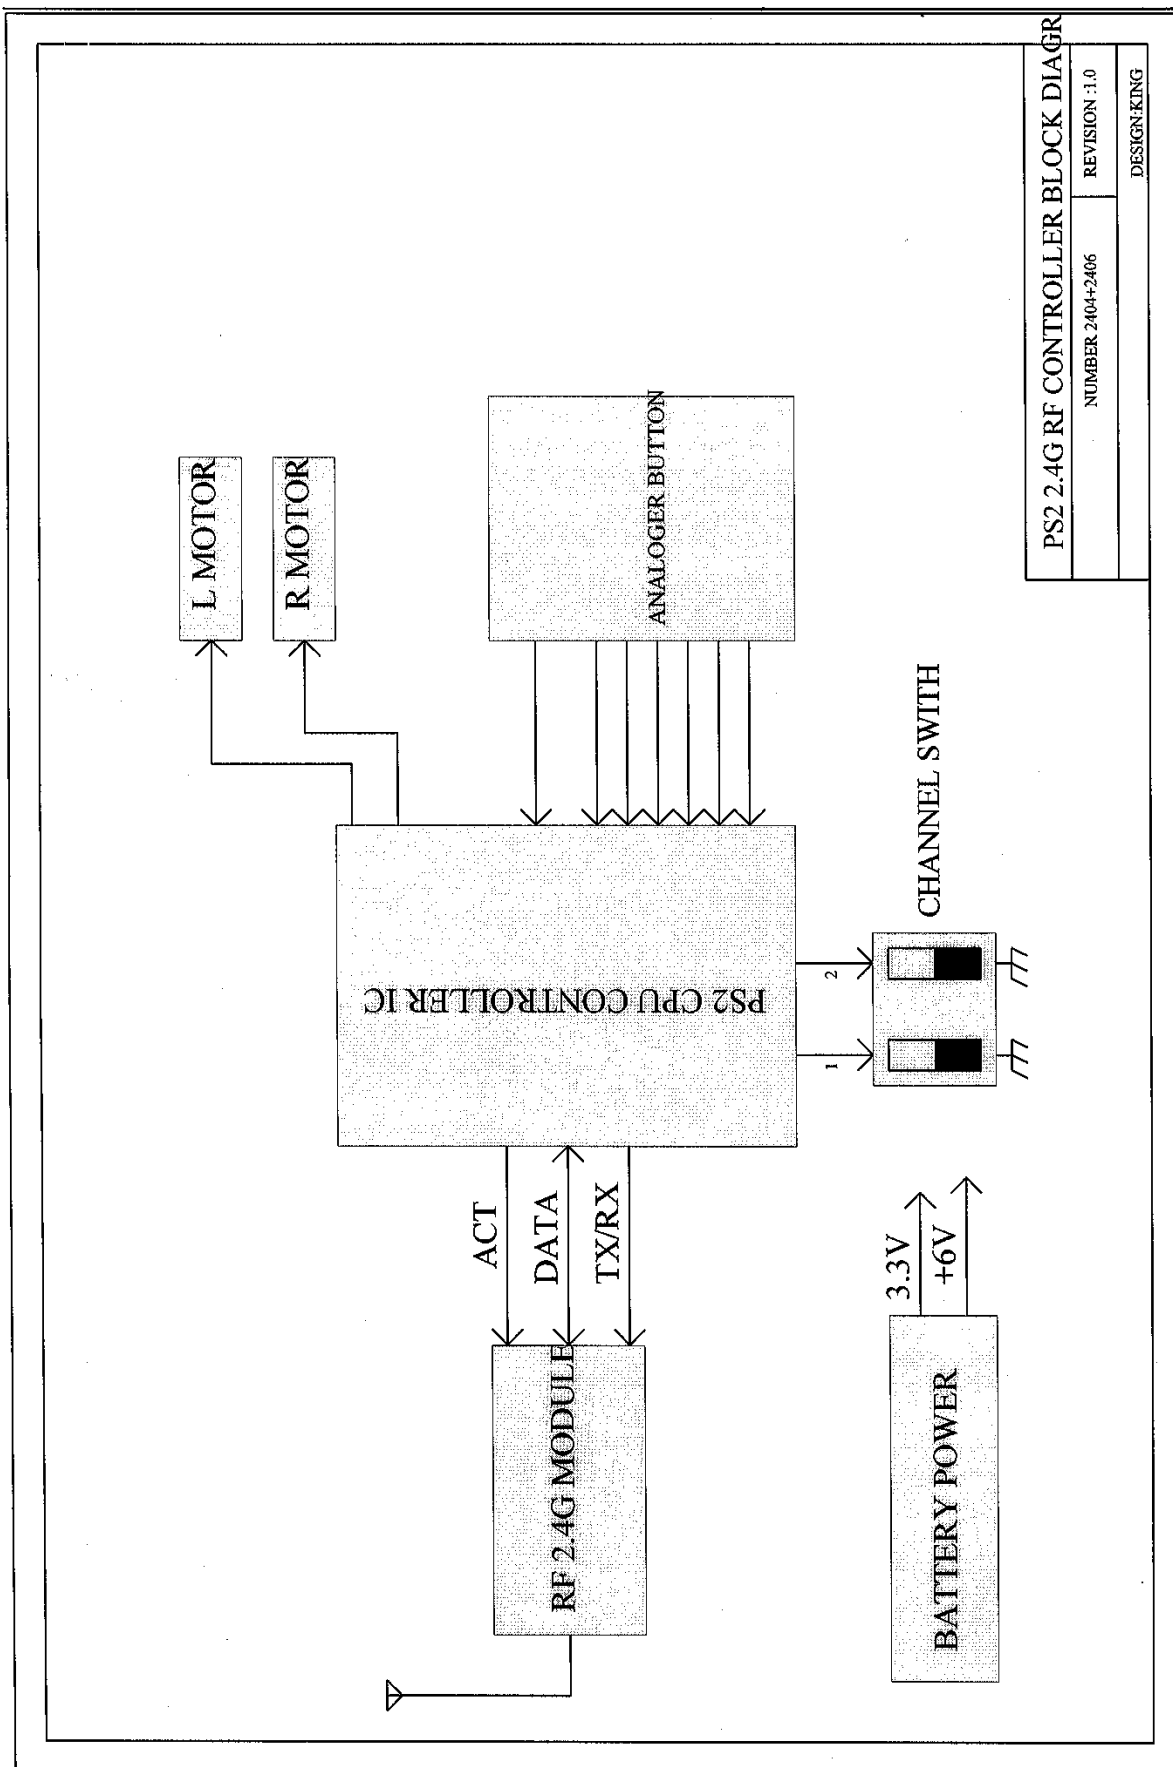 L MOTOR
R MOTOR
ANALOGER BUTTON
PS2 CPU CONTROLLER IC
ACT
DATA
TX/RX
RF 2.4G MODULE
2
1
CHANNEL SWITH
3.3V
+6V
BATTERY POWER
PS2 2.4G RF CONTROLLER BLOCK DIAGR
NUMBER 2404+2406
REVISION :1.0
DESIGN:KING